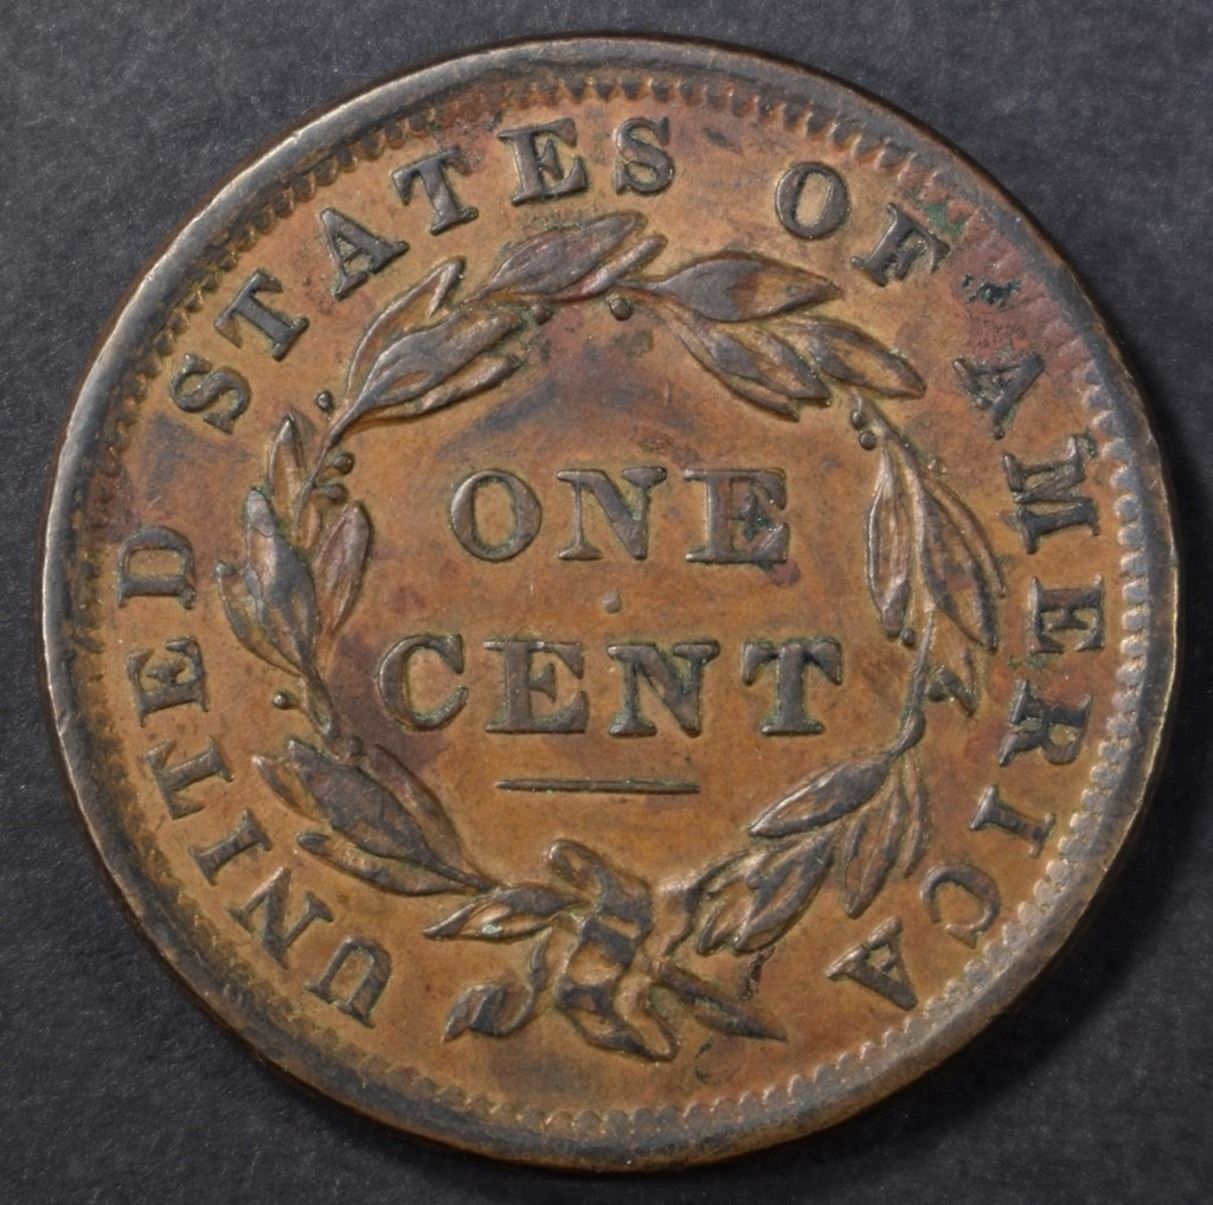 UNITED STATES OF AMERICA
ONE
CENT